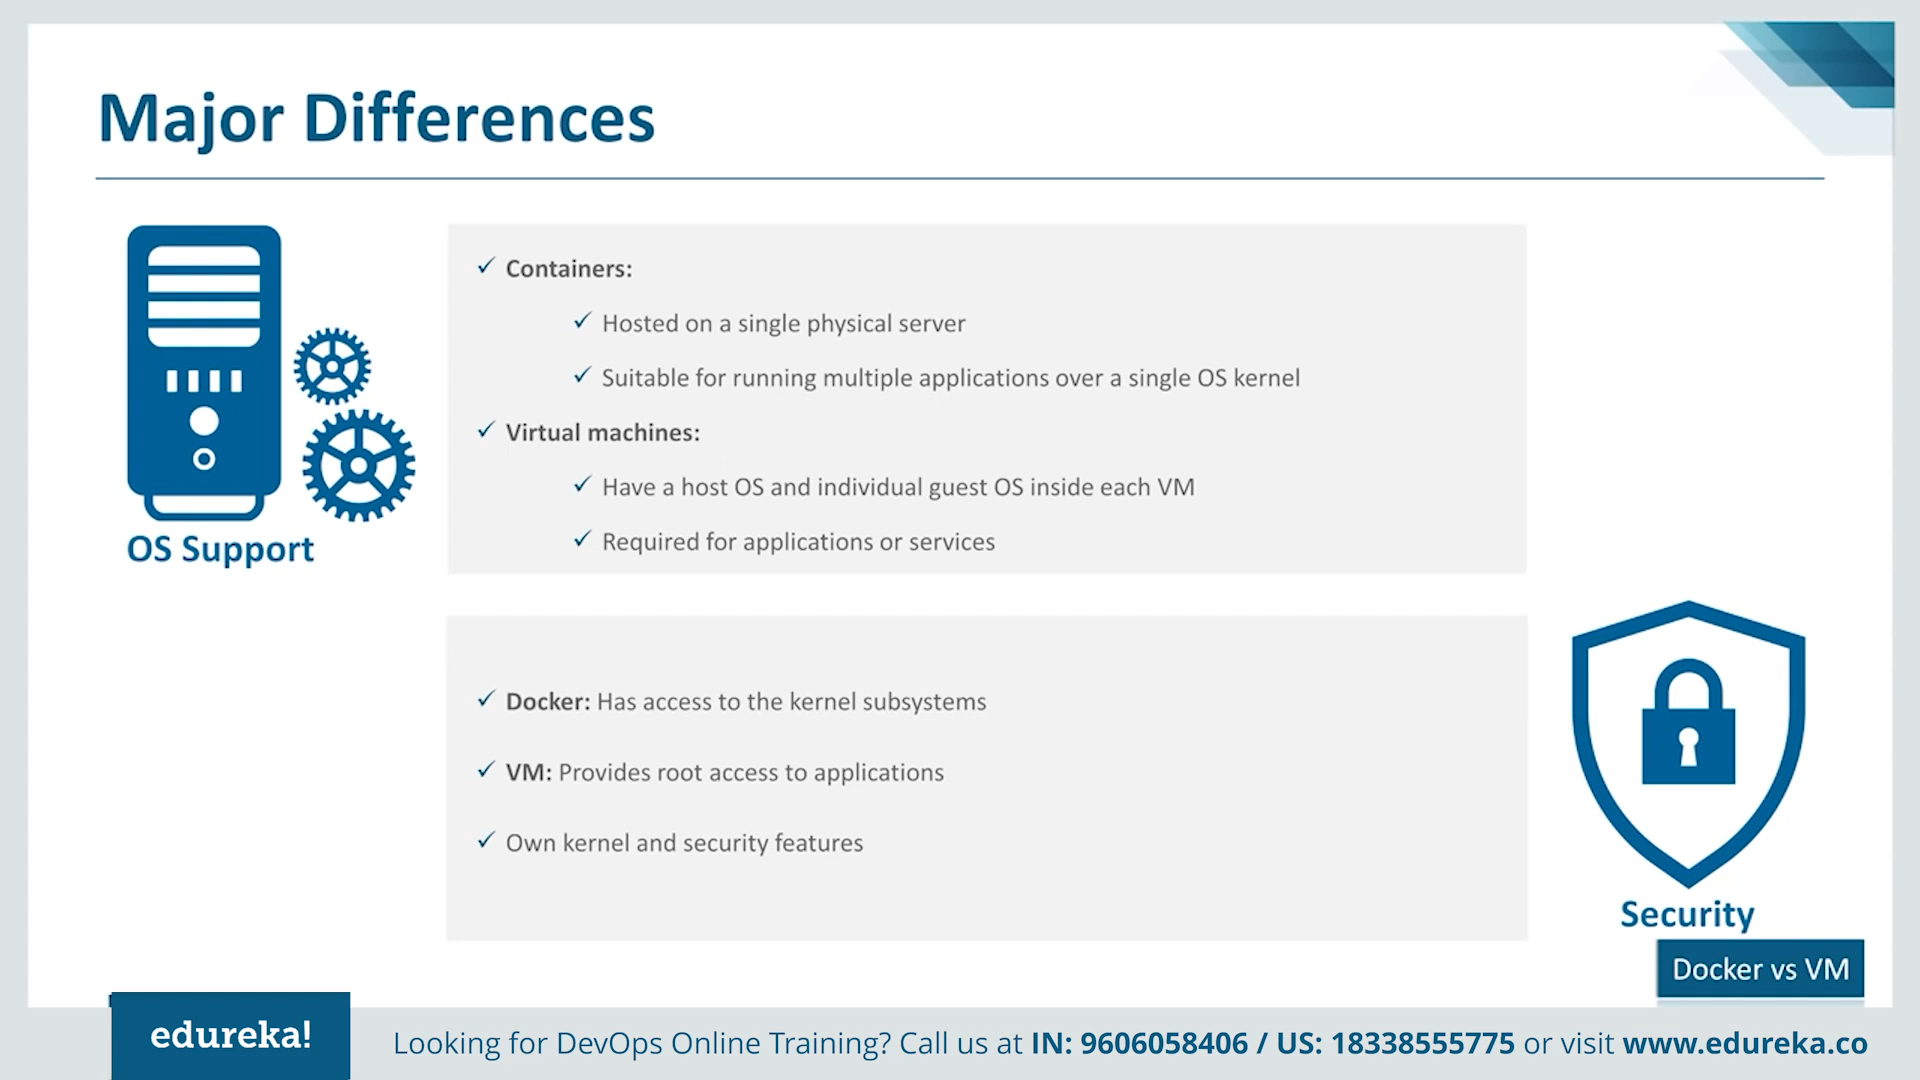 Major Differences
Containers:
Hosted on a single physical server
Suitable for running multiple applications over a single OS kernel
Virtual machines:
Have a host OS and individual guest OS inside each VM
Required for applications or services
OS Support
Docker: Has access to the kernel subsystems
VM: Provides root access to applications
Own kernel and security features
Security
Docker vs VM
edureka!
Looking for DevOps Online Training? Call us at IN: 9606058406 / US: 18338555775 or visit www.edureka.co